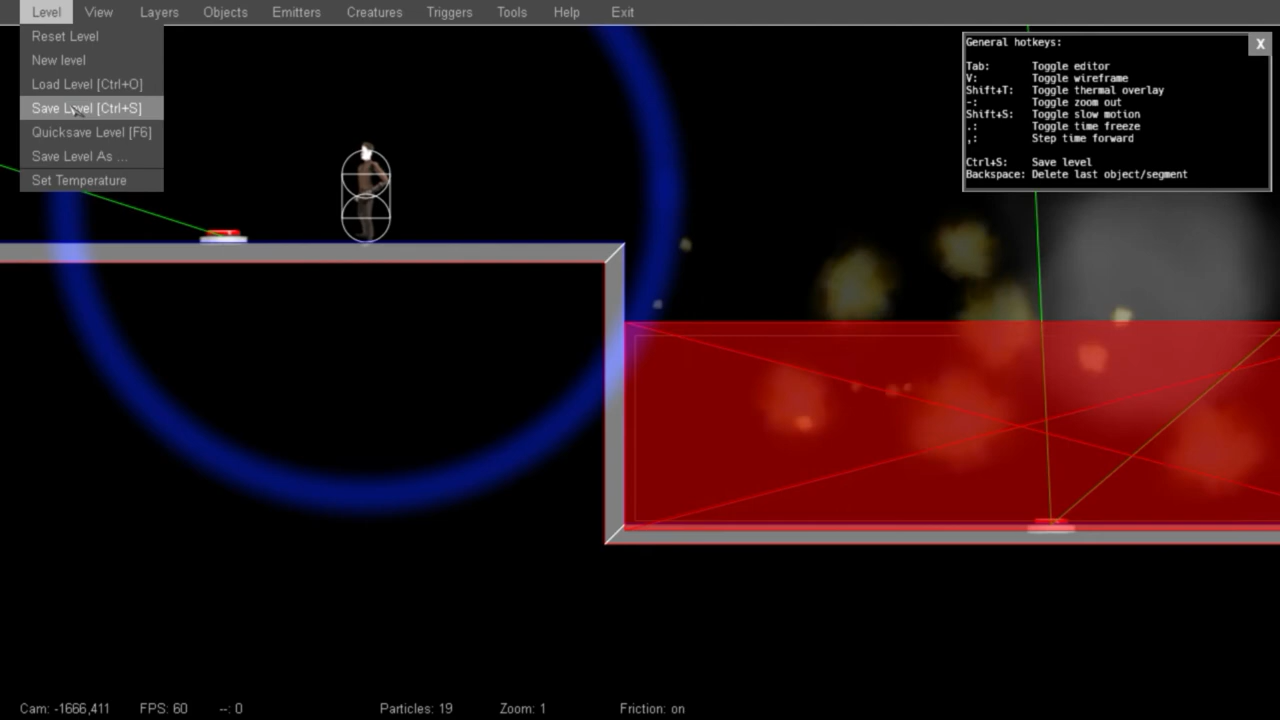 Level View Layers Objects Emitters Creatures Triggers Tools Help Exit
Reset Level
New level
Load Level [Ctrl+O]
Save Level [Ctrl+S]
Quicksave Level [F6]
Save Level As ...
Set Temperature
General hotkeys:
X
Tab: Toggle editor
V: Toggle wireframe
Shift+T: Toggle thermal overlay
-: Toggle zoom out
Shift+S: Toggle slow motion
.: Toggle time freeze
,: Step time forward
Ctrl+S: Save level
Backspace: Delete last object/segment
Cam: -1666,411 FPS: 60 --: 0 Particles: 19 Zoom: 1 Friction: on